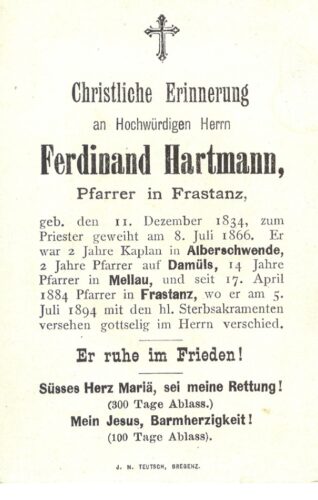 Christliche Erinnerung
an Hochwürdigen Herrn
Ferdinand Hartmann,
Pfarrer in Frastanz,
geb. den 11. Dezember 1834, zum
Priester geweiht am 8. Juli 1866. Er
war 2 Jahre Kaplan in Alberschwende,
2 Jahre Pfarrer auf Damüls, 14 Jahre
Pfarrer in Mellau, und seit 17. April
1884 Pfarrer in Frastanz, wo er am 5.
Juli 1894 mit den hl. Sterbsakramenten
versehen gottselig im Herrn verschied.
Er ruhe im Frieden!
Süsses Herz Mariä, sei meine Rettung!
(300 Tage Ablass.)
Mein Jesus, Barmherzigkeit!
(100 Tage Ablass).
J. N. TEUTSCH, BREGENZ.